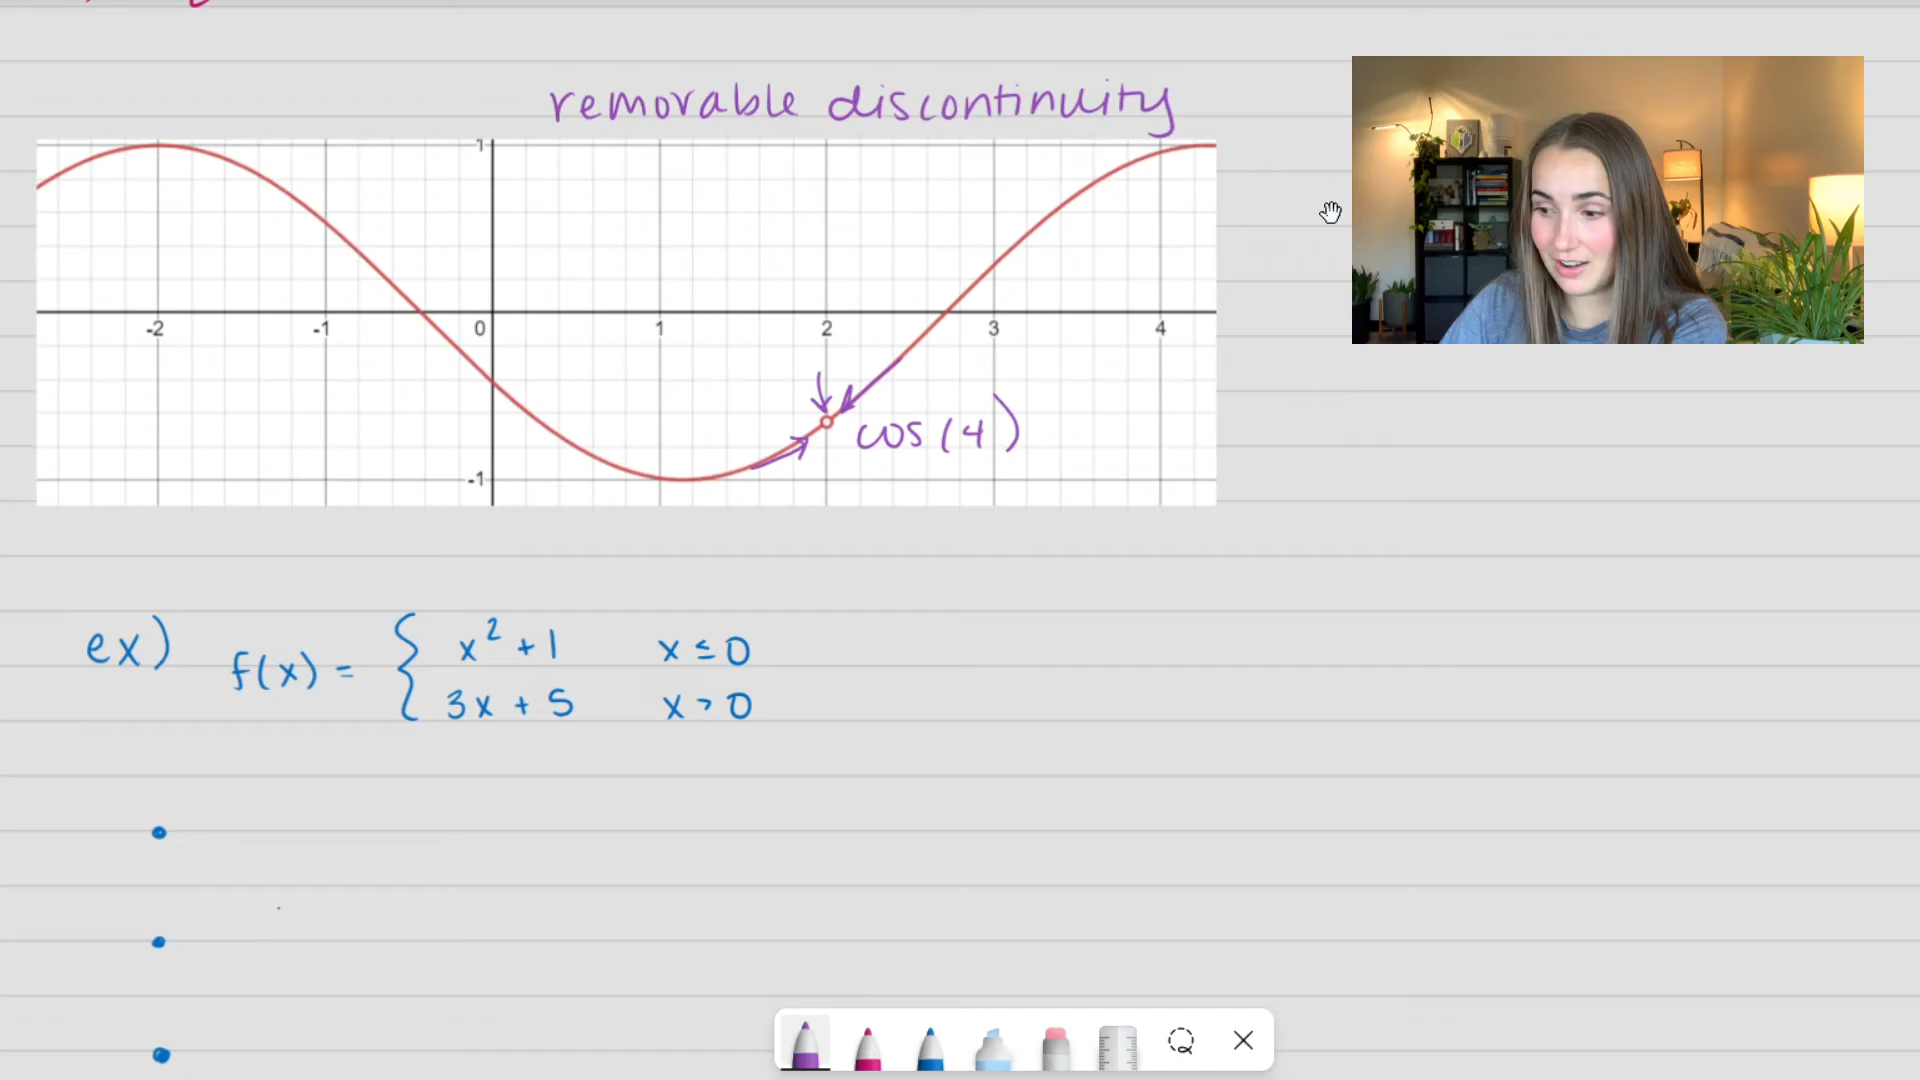 removable discontinuity
1
-2 -1 0 1 2 3 4
cos(4)
-1
ex) f(x) = { x² + 1 x ≤ 0
3x + 5 x > 0